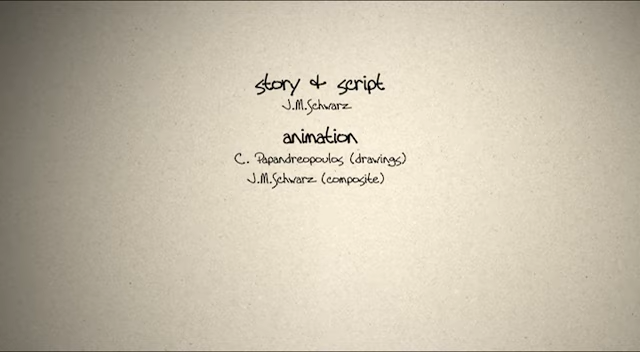 story & script
J.M.Schwarz
animation
C. Papandreopoulos (drawings)
J.M.Schwarz (composite)